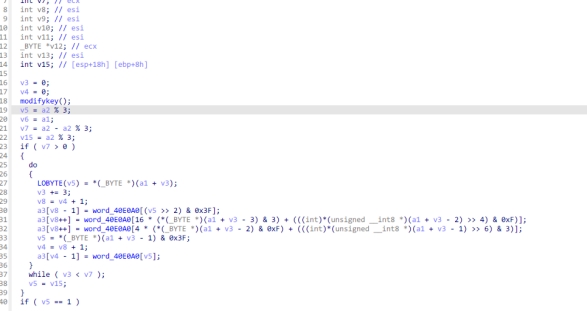 7 int v7; // ecx
8 int v8; // esi
9 int v9; // esi
10 int v10; // esi
11 int v11; // esi
12 _BYTE *v12; // ecx
13 int v13; // esi
14 int v15; // [esp+18h] [ebp+8h]
15
16 v3 = 0;
17 v4 = 0;
18 modifykey();
19 v5 = a2 % 3;
20 v6 = a1;
21 v7 = a2 - a2 % 3;
22 v15 = a2 % 3;
23 if ( v7 > 0 )
24 {
25 do
26 {
27 LOBYTE(v5) = *(_BYTE *)(a1 + v3);
28 v3 += 3;
29 v8 = v4 + 1;
30 a3[v8 - 1] = word_40E0A0[(v5 >> 2) & 0x3F];
31 a3[v8++] = word_40E0A0[16 * (*(_BYTE *)(a1 + v3 - 3) & 3) + (((int)*(unsigned __int8 *)(a1 + v3 - 2) >> 4) & 0xF)];
32 a3[v8++] = word_40E0A0[4 * (*(_BYTE *)(a1 + v3 - 2) & 0xF) + (((int)*(unsigned __int8 *)(a1 + v3 - 1) >> 6) & 3)];
33 v5 = *(_BYTE *)(a1 + v3 - 1) & 0x3F;
34 v4 = v8 + 1;
35 a3[v4 - 1] = word_40E0A0[v5];
36 }
37 while ( v3 < v7 );
38 v5 = v15;
39 }
40 if ( v5 == 1 )